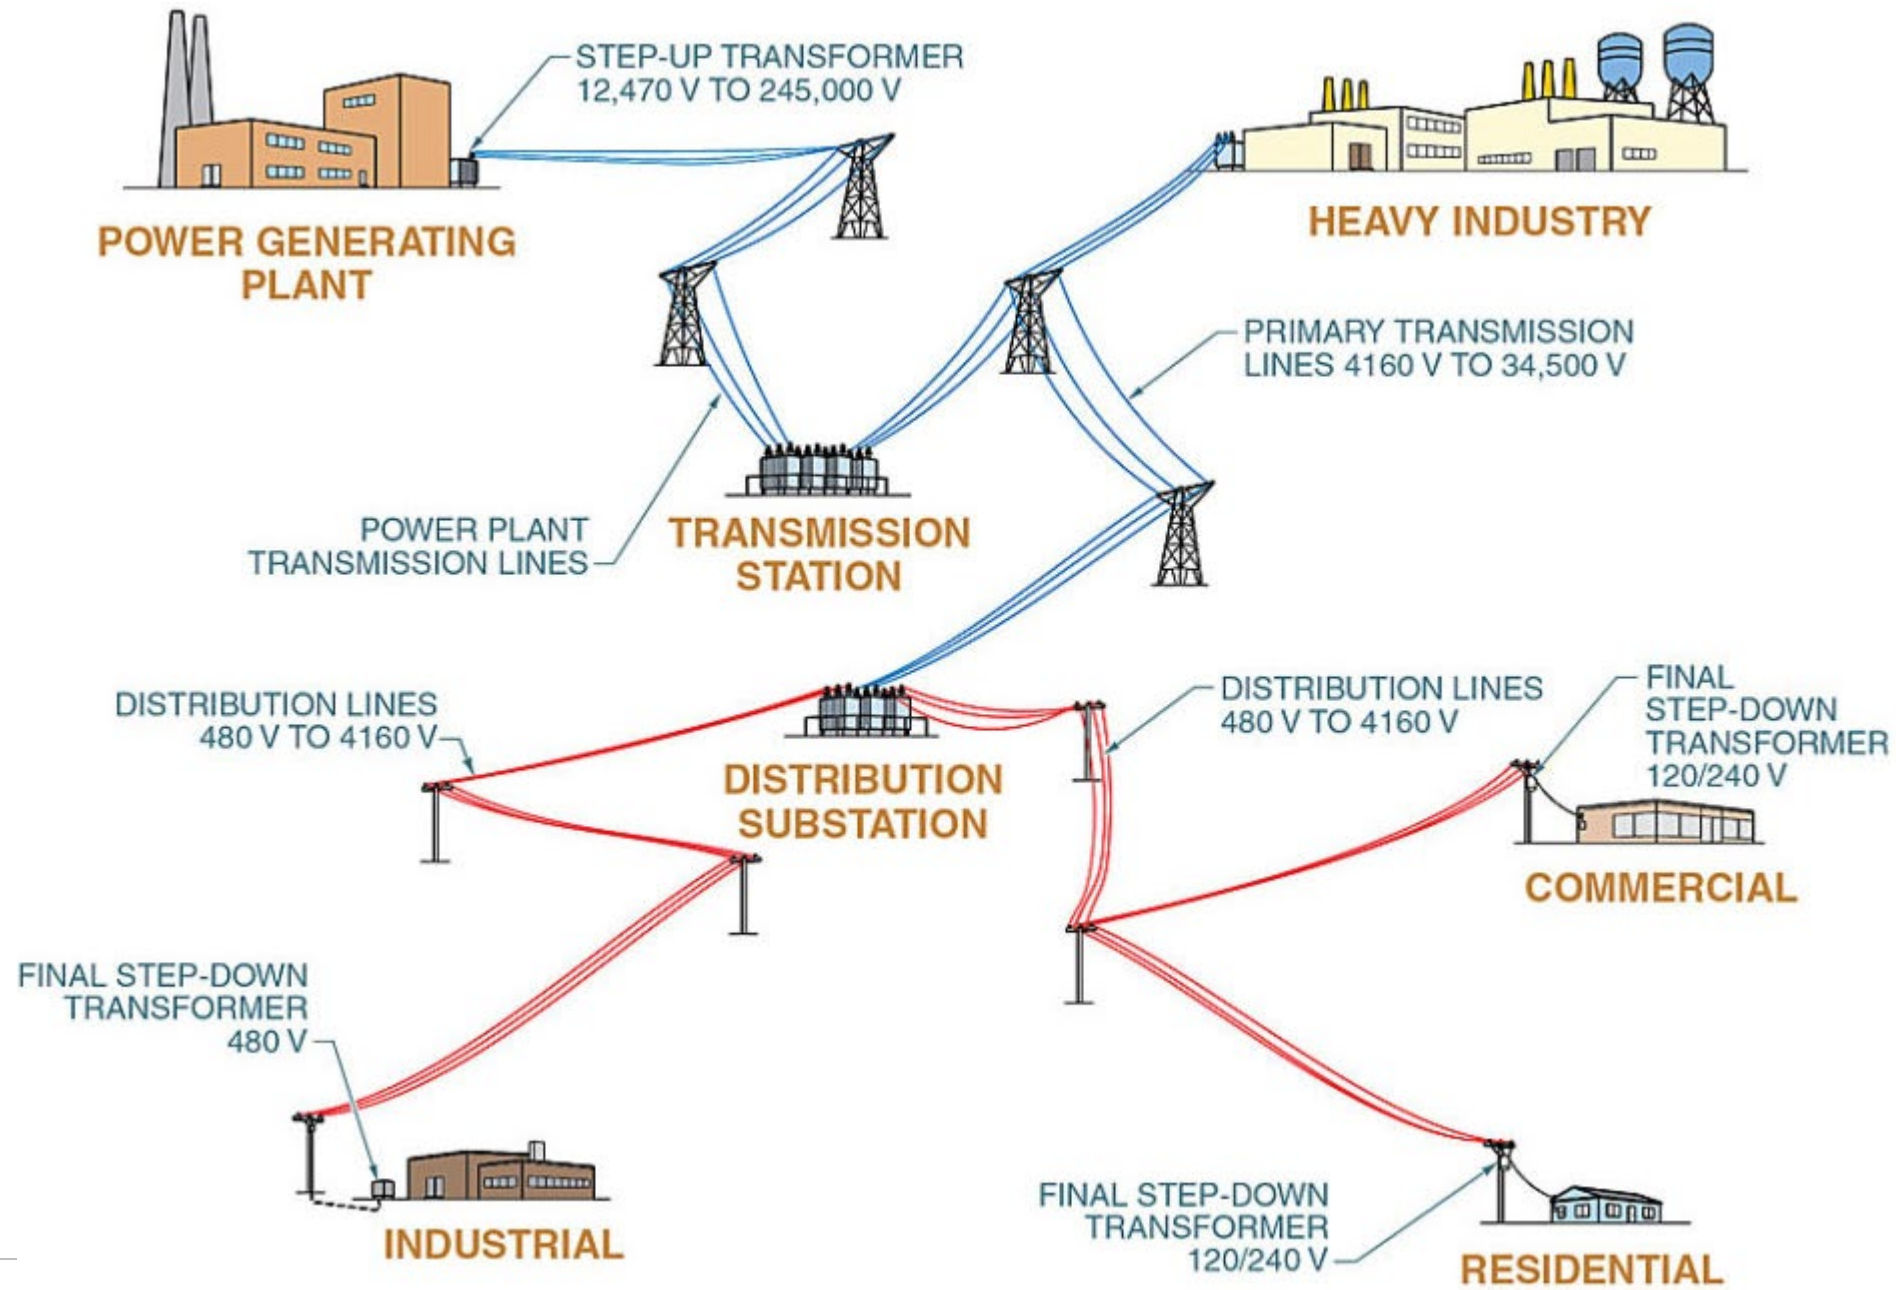 STEP-UP TRANSFORMER
12,470 V TO 245,000 V
POWER GENERATING
PLANT
HEAVY INDUSTRY
PRIMARY TRANSMISSION
LINES 4160 V TO 34,500 V
POWER PLANT
TRANSMISSION LINES
TRANSMISSION
STATION
DISTRIBUTION LINES
480 V TO 4160 V
DISTRIBUTION
SUBSTATION
DISTRIBUTION LINES
480 V TO 4160 V
FINAL
STEP-DOWN
TRANSFORMER
120/240 V
COMMERCIAL
FINAL STEP-DOWN
TRANSFORMER
480 V
INDUSTRIAL
FINAL STEP-DOWN
TRANSFORMER
120/240 V
RESIDENTIAL